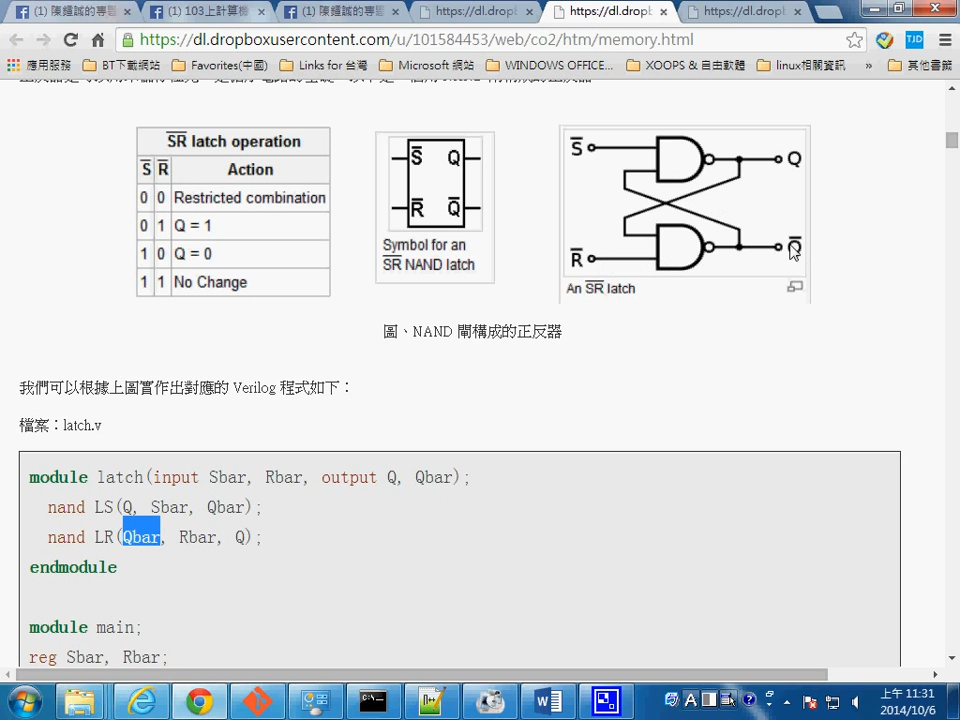 (1) 陳鍾誠的專
(1) 103上計算機
(1) 陳鍾誠的專
https://dl.dropb
https://dl.dropb
https://dl.dropb
https://dl.dropboxusercontent.com/u/101584453/web/co2/htm/memory.html
TJD
應用服務
BT下載網站
Favorites(中國)
Links for 台灣
Microsoft 網站
WINDOWS OFFICE...
XOOPS & 自由軟體
linux相關資訊
»
其他書籤
SR latch operation
S R Action
0 0 Restricted combination
0 1 Q = 1
1 0 Q = 0
1 1 No Change
S Q
R Q
Symbol for an
SR NAND latch
S Q
R Q
An SR latch
圖、NAND 閘構成的正反器
我們可以根據上圖實作出對應的 Verilog 程式如下：
檔案：latch.v
module latch(input Sbar, Rbar, output Q, Qbar);
nand LS(Q, Sbar, Qbar);
nand LR(Qbar, Rbar, Q);
endmodule
module main;
reg Sbar, Rbar;
上午 11:31
2014/10/6